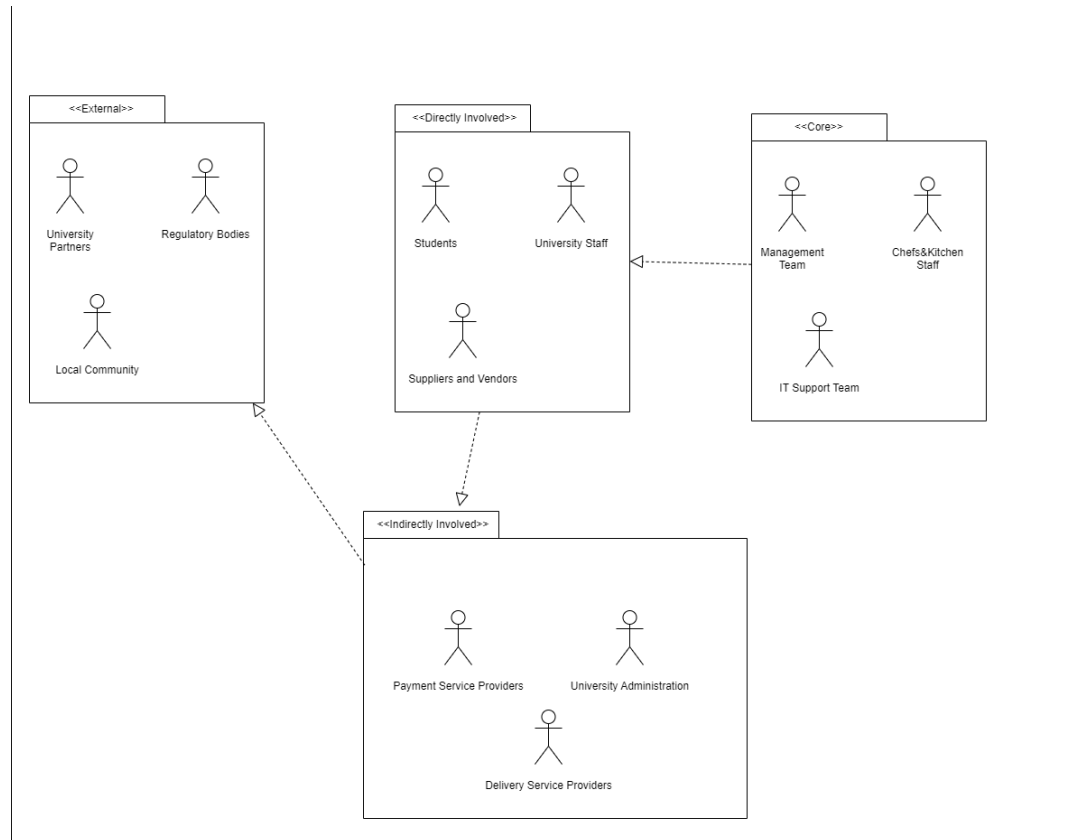 <<External>>
University
Partners
Regulatory Bodies
Local Community
<<Directly Involved>>
Students
University Staff
Suppliers and Vendors
<<Core>>
Management
Team
Chefs&Kitchen
Staff
IT Support Team
<<Indirectly Involved>>
Payment Service Providers
University Administration
Delivery Service Providers